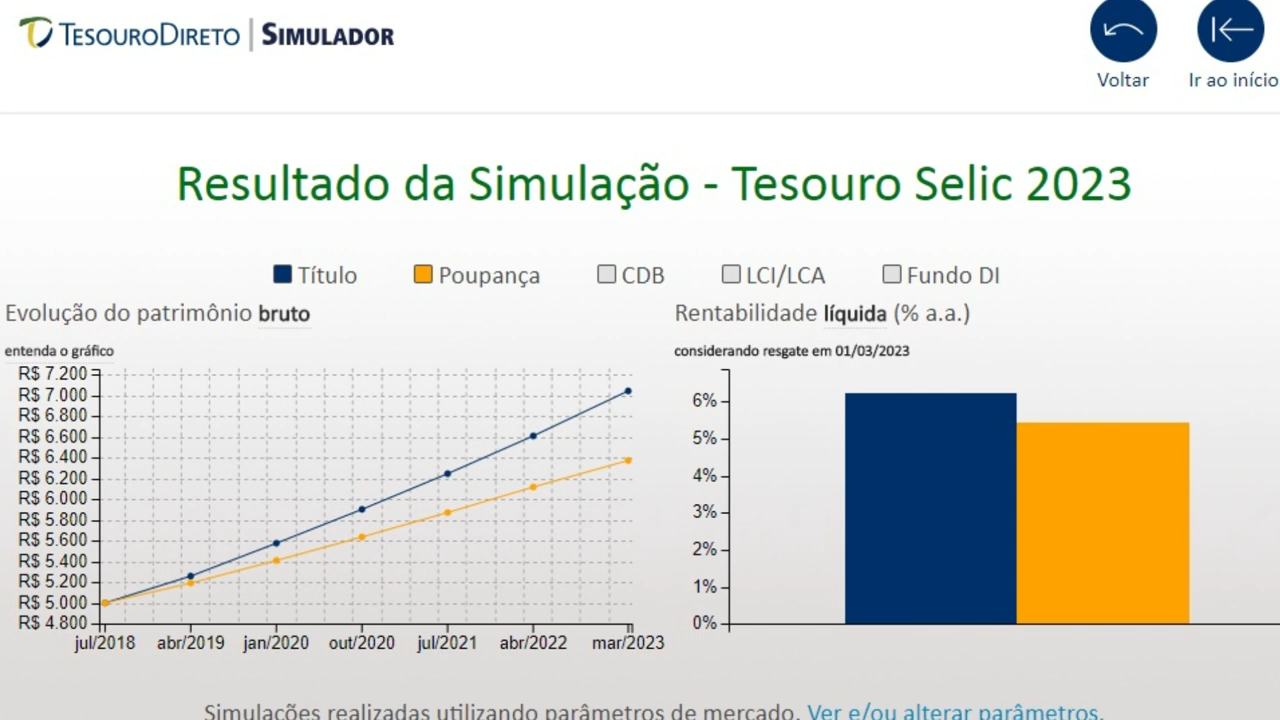 TESOURODIRETO | SIMULADOR
Voltar
Ir ao início
Resultado da Simulação - Tesouro Selic 2023
Título Poupança CDB LCI/LCA Fundo DI
Evolução do patrimônio bruto
entenda o gráfico
R$ 7.200
R$ 7.000
R$ 6.800
R$ 6.600
R$ 6.400
R$ 6.200
R$ 6.000
R$ 5.800
R$ 5.600
R$ 5.400
R$ 5.200
R$ 5.000
R$ 4.800
jul/2018 abr/2019 jan/2020 out/2020 jul/2021 abr/2022 mar/2023
Rentabilidade líquida (% a.a.)
considerando resgate em 01/03/2023
6%
5%
4%
3%
2%
1%
0%
Simulações realizadas utilizando parâmetros de mercado. Ver e/ou alterar parâmetros.